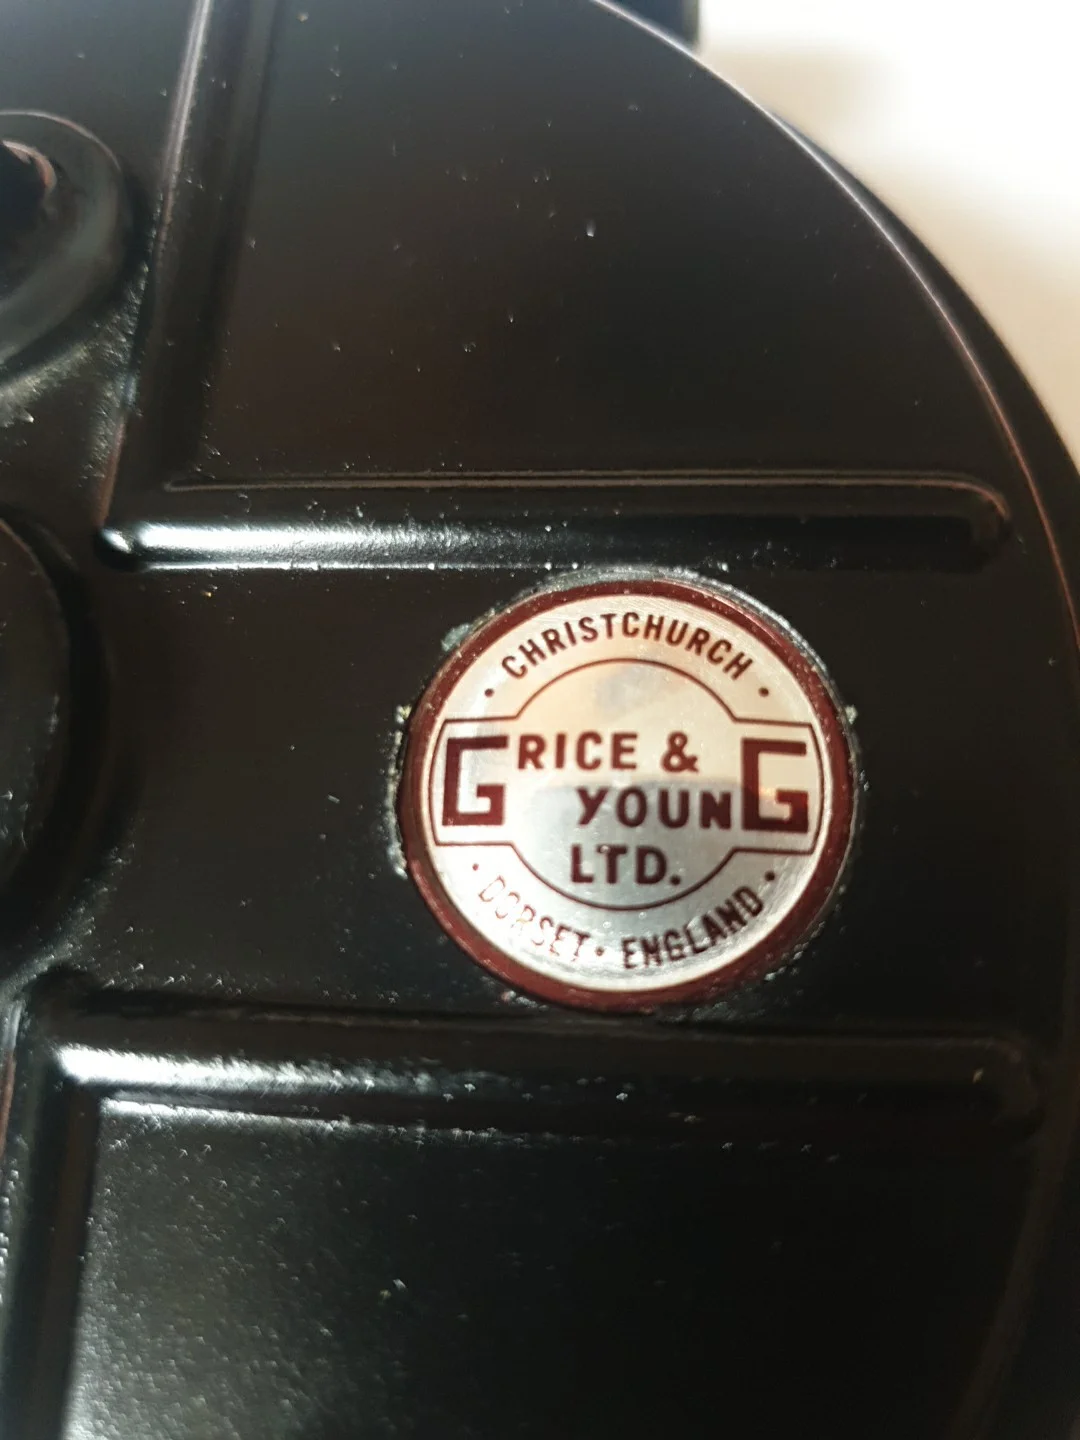 · CHRISTCHURCH ·
GRICE &
YOUNG
LTD.
· DORSET · ENGLAND ·